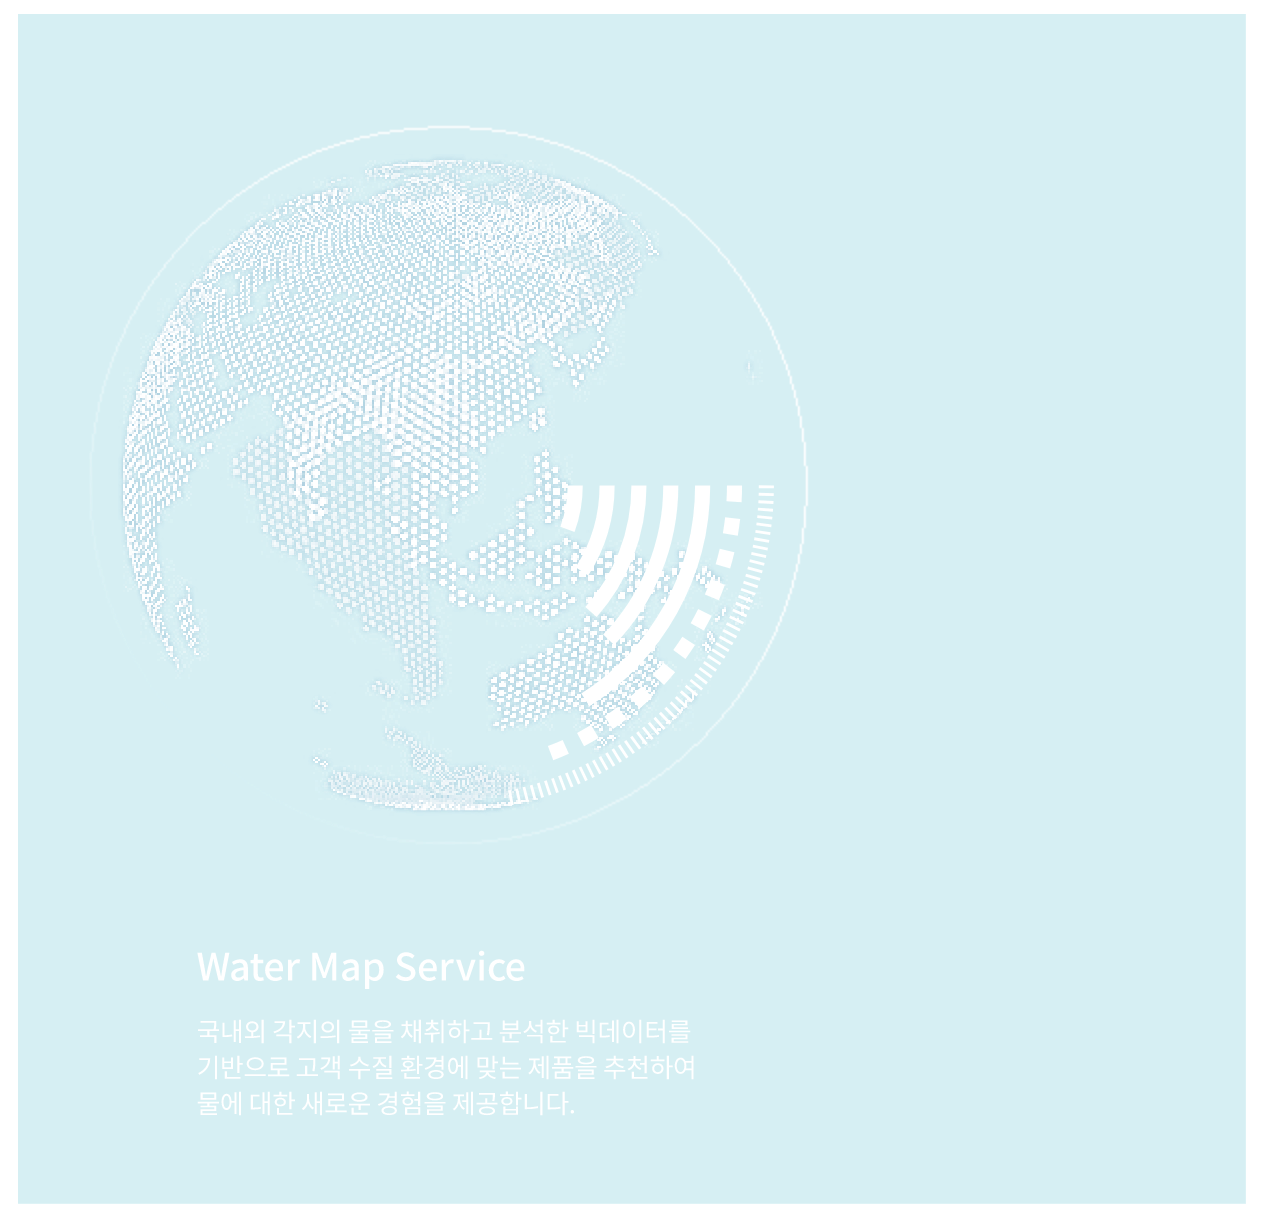 Water Map Service
국내외 각지의 물을 채취하고 분석한 빅데이터를
기반으로 고객 수질 환경에 맞는 제품을 추천하여
물에 대한 새로운 경험을 제공합니다.